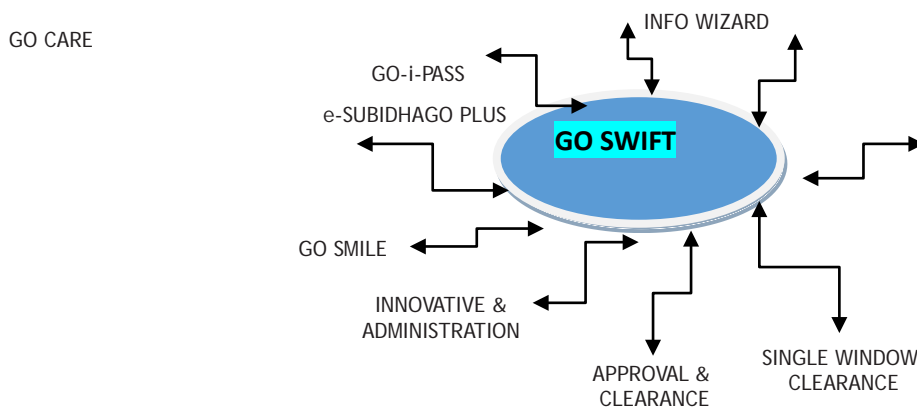 INFO WIZARD
GO CARE
GO-i-PASS
e-SUBIDHAGO PLUS
GO SWIFT
GO SMILE
INNOVATIVE &
ADMINISTRATION
SINGLE WINDOW
CLEARANCE
APPROVAL &
CLEARANCE